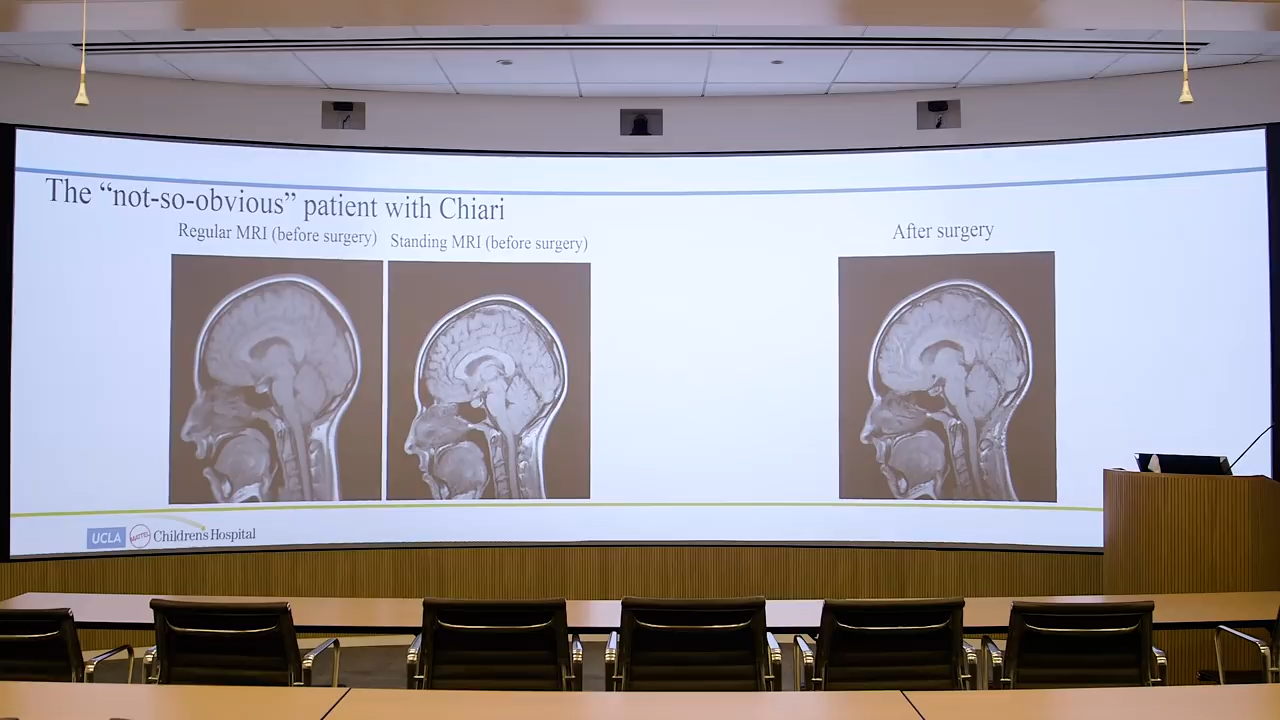 The “not-so-obvious” patient with Chiari
Regular MRI (before surgery)
Standing MRI (before surgery)
After surgery
UCLA
MATTEL
Children's Hospital